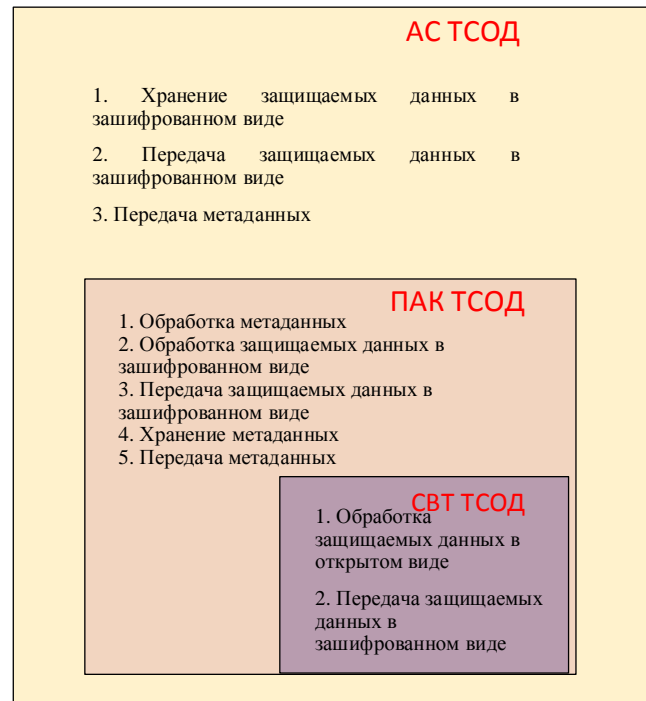 АС ТСОД
1. Хранение защищаемых данных в
зашифрованном виде
2. Передача защищаемых данных в
зашифрованном виде
3. Передача метаданных
ПАК ТСОД
1. Обработка метаданных
2. Обработка защищаемых данных в
зашифрованном виде
3. Передача защищаемых данных в
зашифрованном виде
4. Хранение метаданных
5. Передача метаданных
СВТ ТСОД
1. Обработка
защищаемых данных в
открытом виде
2. Передача защищаемых
данных в
зашифрованном виде